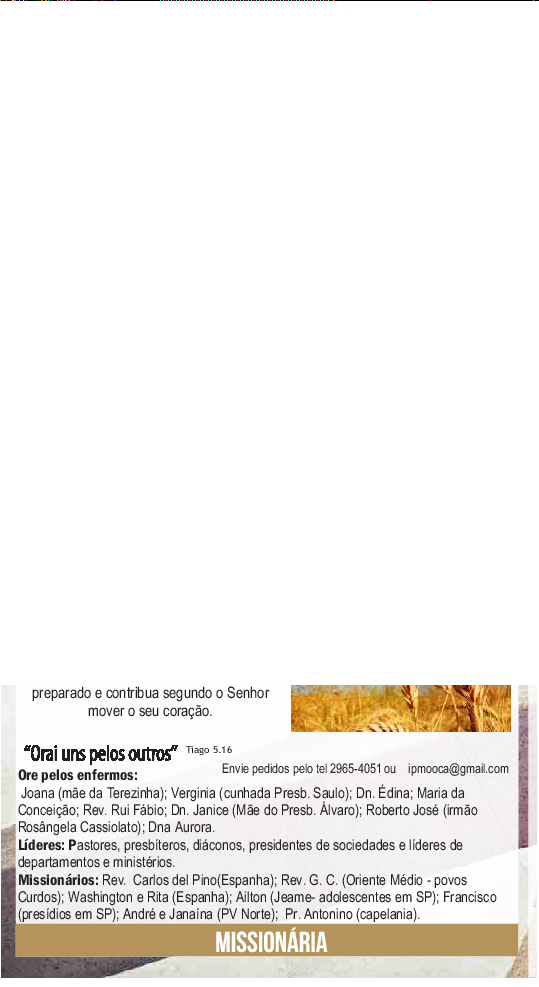 preparado e contribua segundo o Senhor
mover o seu coração.
“Orai uns pelos outros” Tiago 5.16
Envie pedidos pelo tel 2965-4051 ou ipmooca@gmail.com
Ore pelos enfermos:
Joana (mãe da Terezinha); Verginia (cunhada Presb. Saulo); Dn. Édina; Maria da
Conceição; Rev. Rui Fábio; Dn. Janice (Mãe do Presb. Álvaro); Roberto José (irmão
Rosângela Cassiolato); Dna Aurora.
Líderes: Pastores, presbíteros, diáconos, presidentes de sociedades e líderes de
departamentos e ministérios.
Missionários: Rev. Carlos del Pino(Espanha); Rev. G. C. (Oriente Médio - povos
Curdos); Washington e Rita (Espanha); Ailton (Jeame- adolescentes em SP); Francisco
(presídios em SP); André e Janaína (PV Norte); Pr. Antonino (capelania).
MISSIONÁRIA